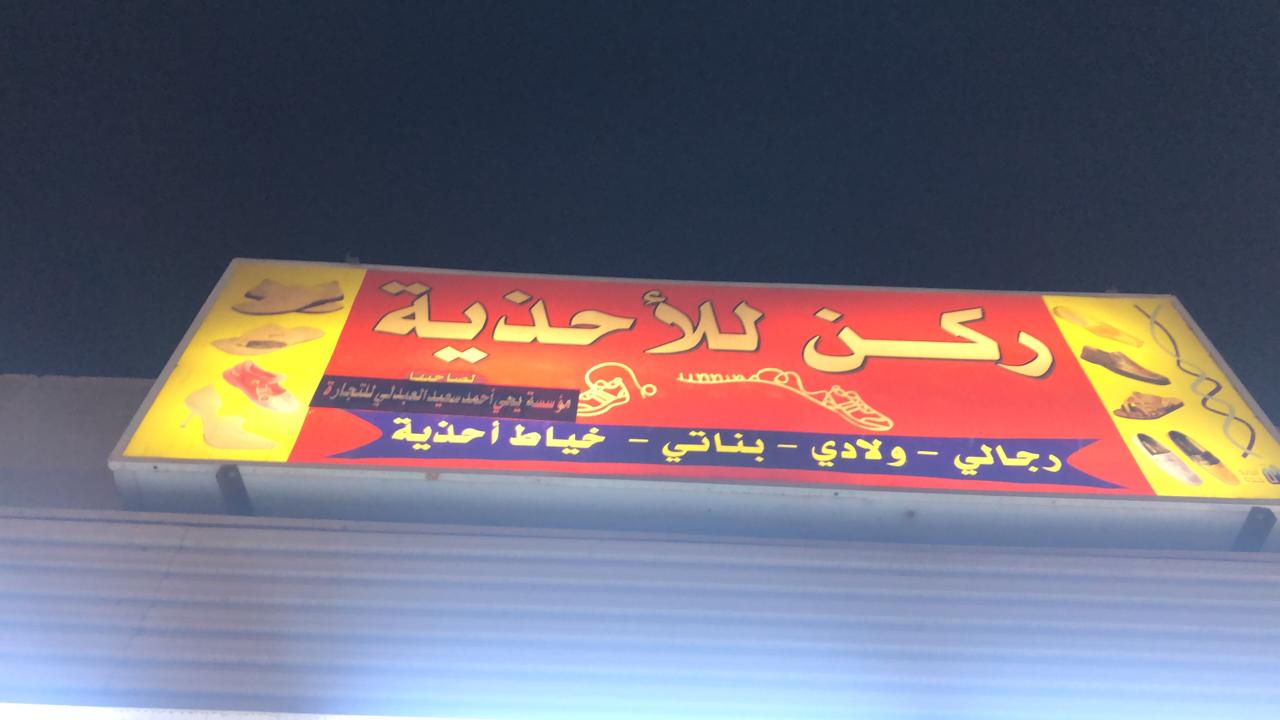 ركن للأحذية
لصاحبها
مؤسسة يحي أحمد سعيد العبدلي للتجارة
رجالي - ولادي - بناتي - خياط أحذية